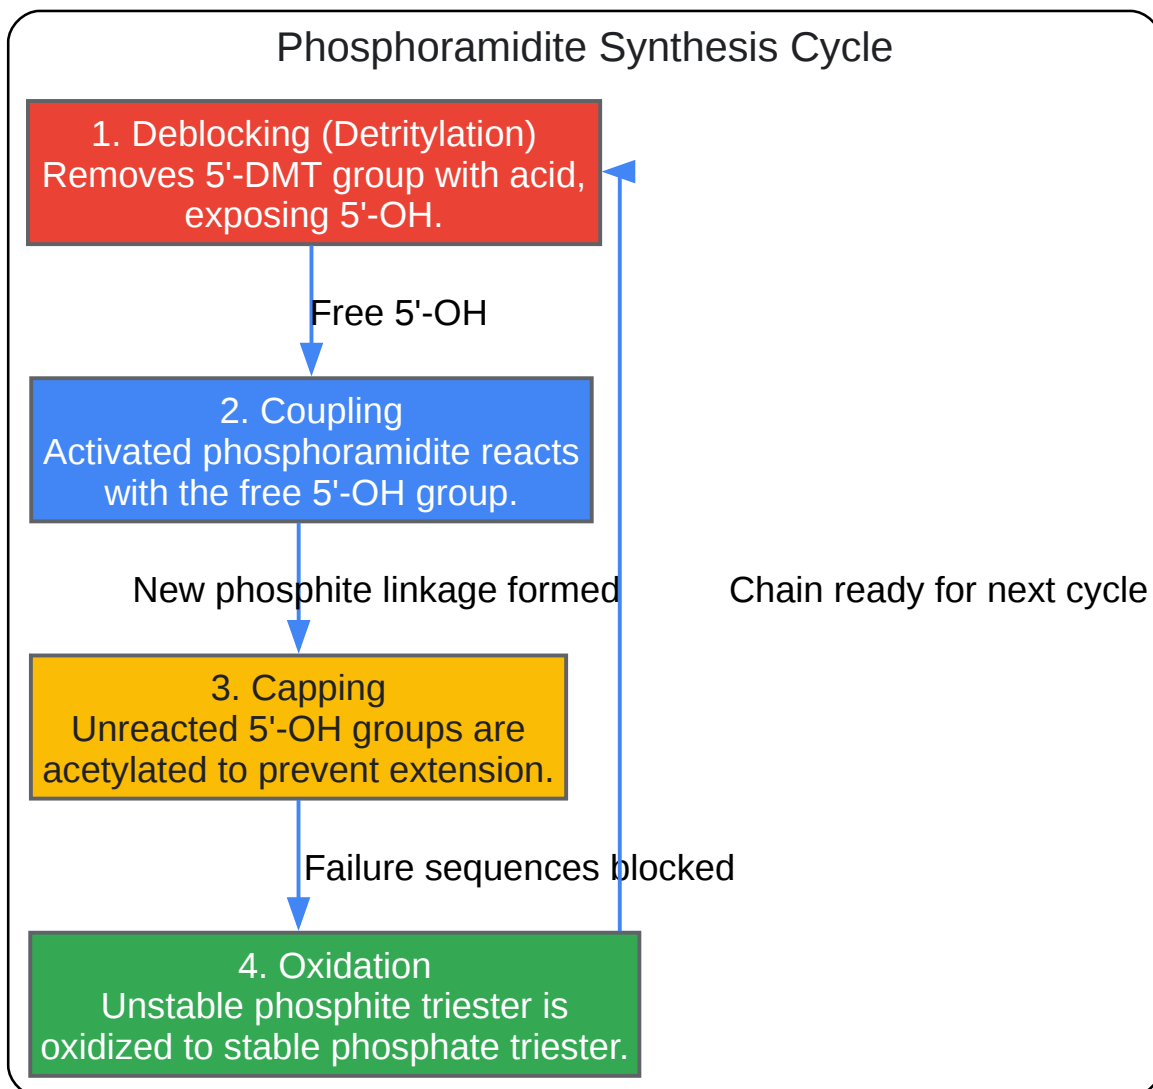 Phosphoramidite Synthesis Cycle
1. Deblocking (Detritylation)
Removes 5'-DMT group with acid,
exposing 5'-OH.
Free 5'-OH
2. Coupling
Activated phosphoramidite reacts
with the free 5'-OH group.
New phosphite linkage formed
Chain ready for next cycle
3. Capping
Unreacted 5'-OH groups are
acetylated to prevent extension.
Failure sequences blocked
4. Oxidation
Unstable phosphite triester is
oxidized to stable phosphate triester.